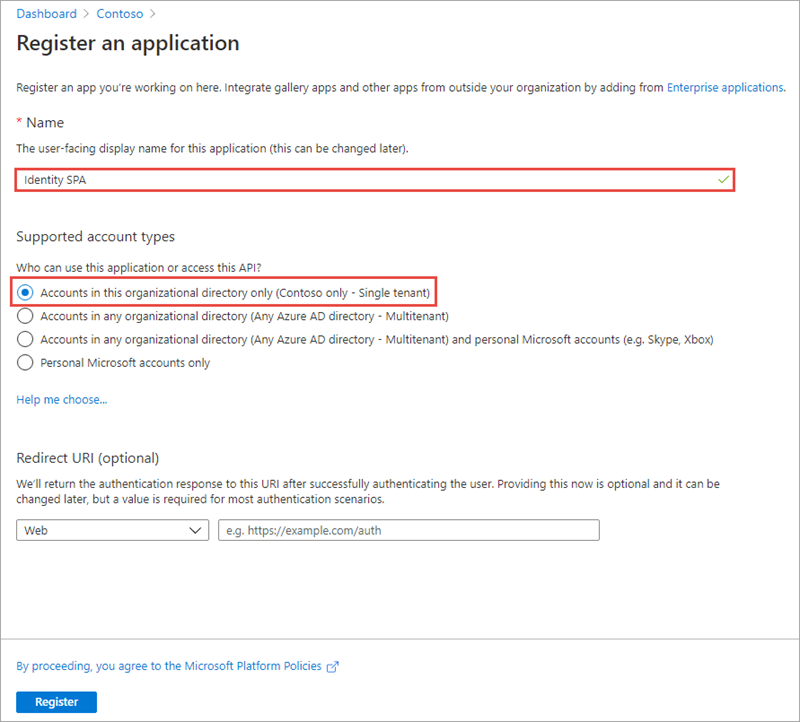 Dashboard > Contoso >
Register an application
Register an app you're working on here. Integrate gallery apps and other apps from outside your organization by adding from Enterprise applications.
* Name
The user-facing display name for this application (this can be changed later).
Identity SPA
Supported account types
Who can use this application or access this API?
Accounts in this organizational directory only (Contoso only - Single tenant)
Accounts in any organizational directory (Any Azure AD directory - Multitenant)
Accounts in any organizational directory (Any Azure AD directory - Multitenant) and personal Microsoft accounts (e.g. Skype, Xbox)
Personal Microsoft accounts only
Help me choose...
Redirect URI (optional)
We'll return the authentication response to this URI after successfully authenticating the user. Providing this now is optional and it can be
changed later, but a value is required for most authentication scenarios.
Web e.g. https://example.com/auth
By proceeding, you agree to the Microsoft Platform Policies
Register